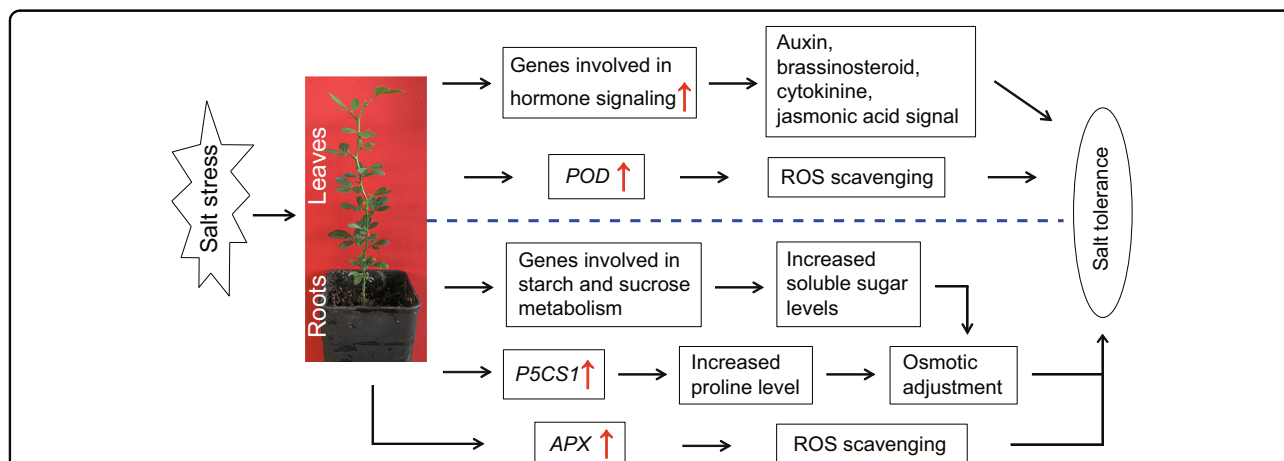 Salt stress
Leaves
Roots
Genes involved in
hormone signaling
Auxin,
brassinosteroid,
cytokinine,
jasmonic acid signal
POD
ROS scavenging
Genes involved in
starch and sucrose
metabolism
Increased
soluble sugar
levels
P5CS1
Increased
proline level
Osmotic
adjustment
APX
ROS scavenging
Salt tolerance